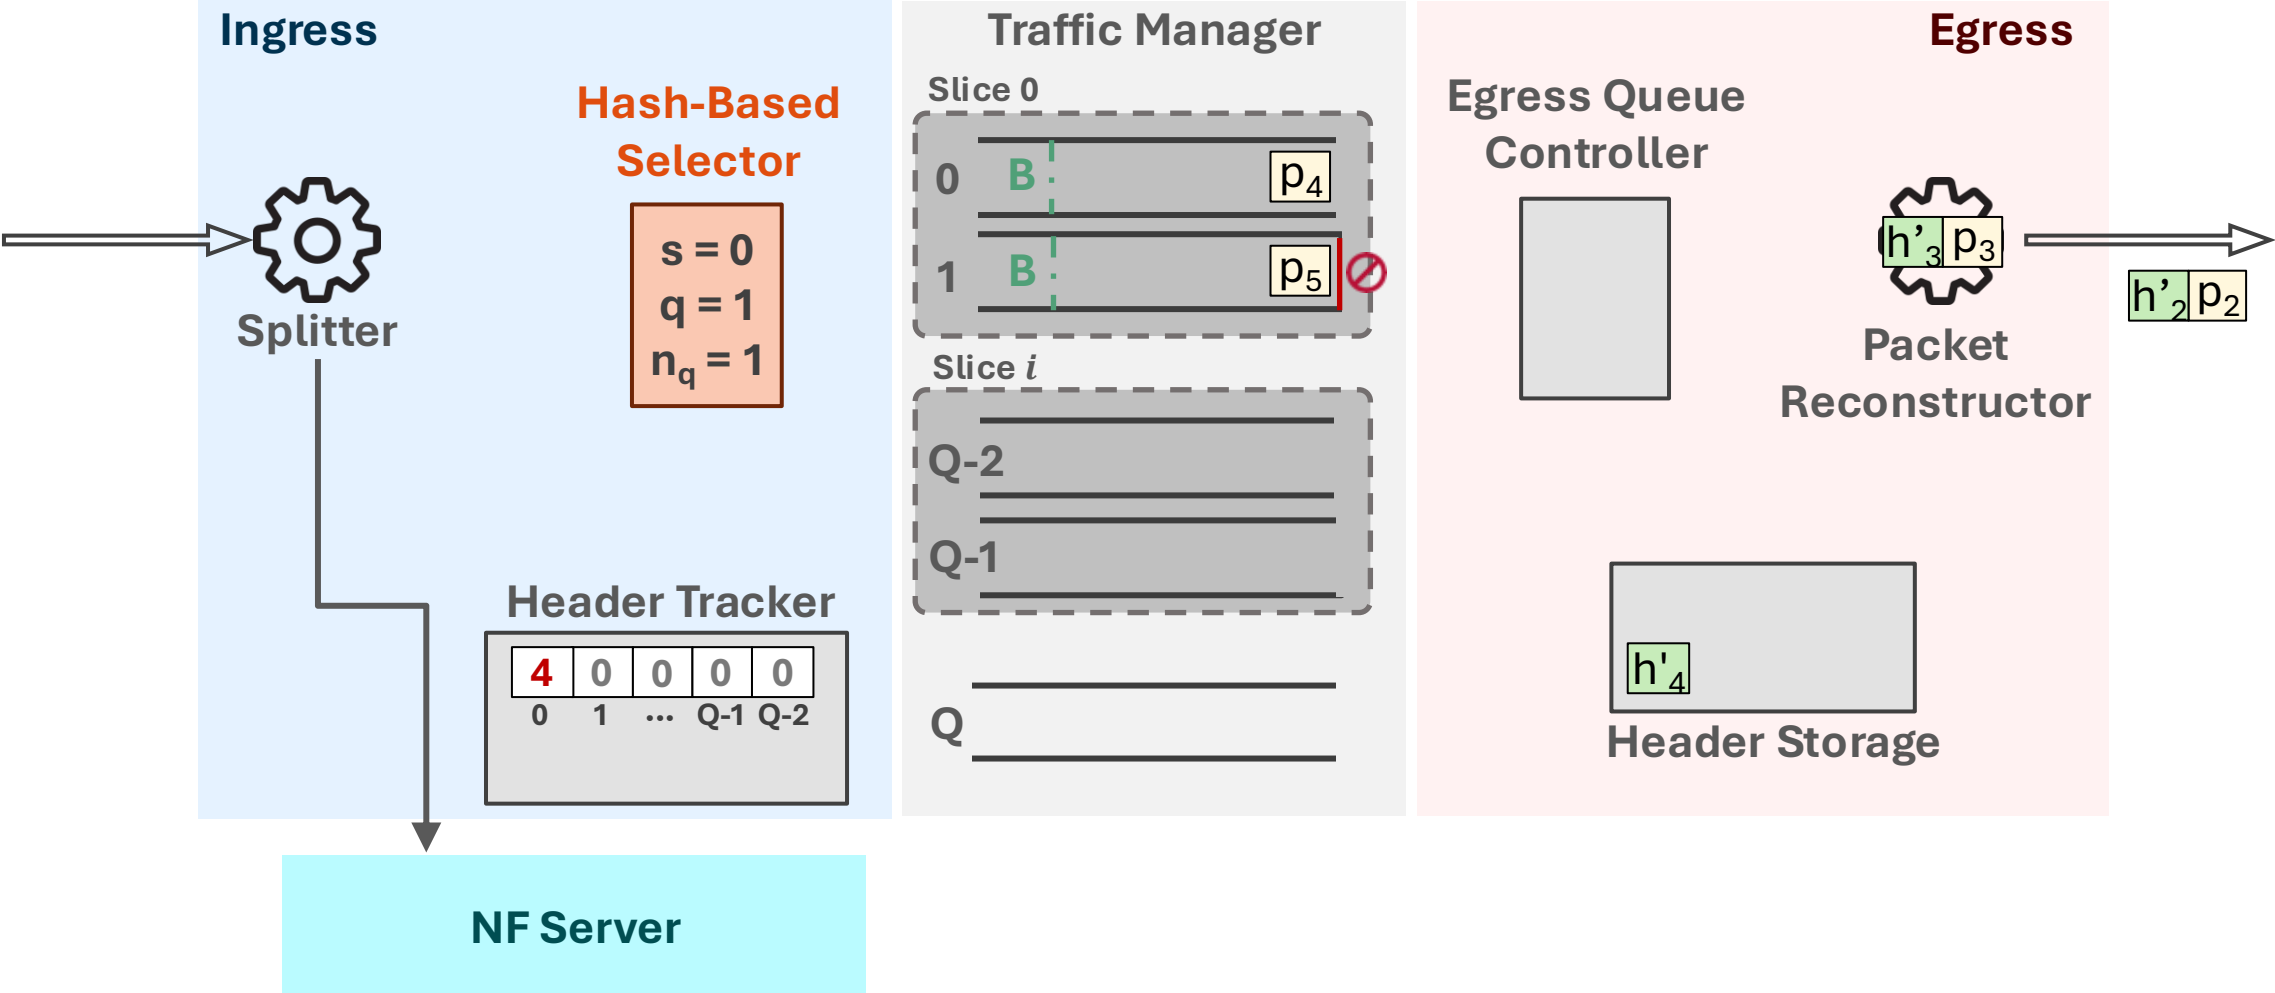 Ingress
Hash-Based
Selector
s = 0
q = 1
nq = 1
Splitter
Header Tracker
4 0 0 0 0
0 1 ... Q-1 Q-2
NF Server
Traffic Manager
Slice 0
0 B p4
1 B p5
Slice i
Q-2
Q-1
Q
Egress
Egress Queue
Controller
h'3 p3
h'2 p2
Packet
Reconstructor
h'4
Header Storage